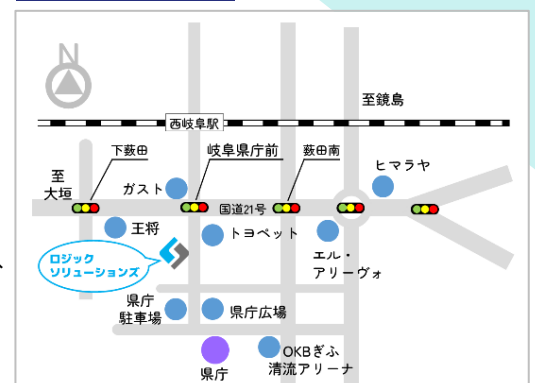 N
至鏡島
西岐阜駅
下薮田
岐阜県庁前
薮田南
ヒマラヤ
至
大垣
ガスト
国道21号
王将
トヨペット
エル・
アリーヴォ
ロジック
ソリューションズ
県庁
駐車場
県庁広場
OKBぎふ
清流アリーナ
県庁